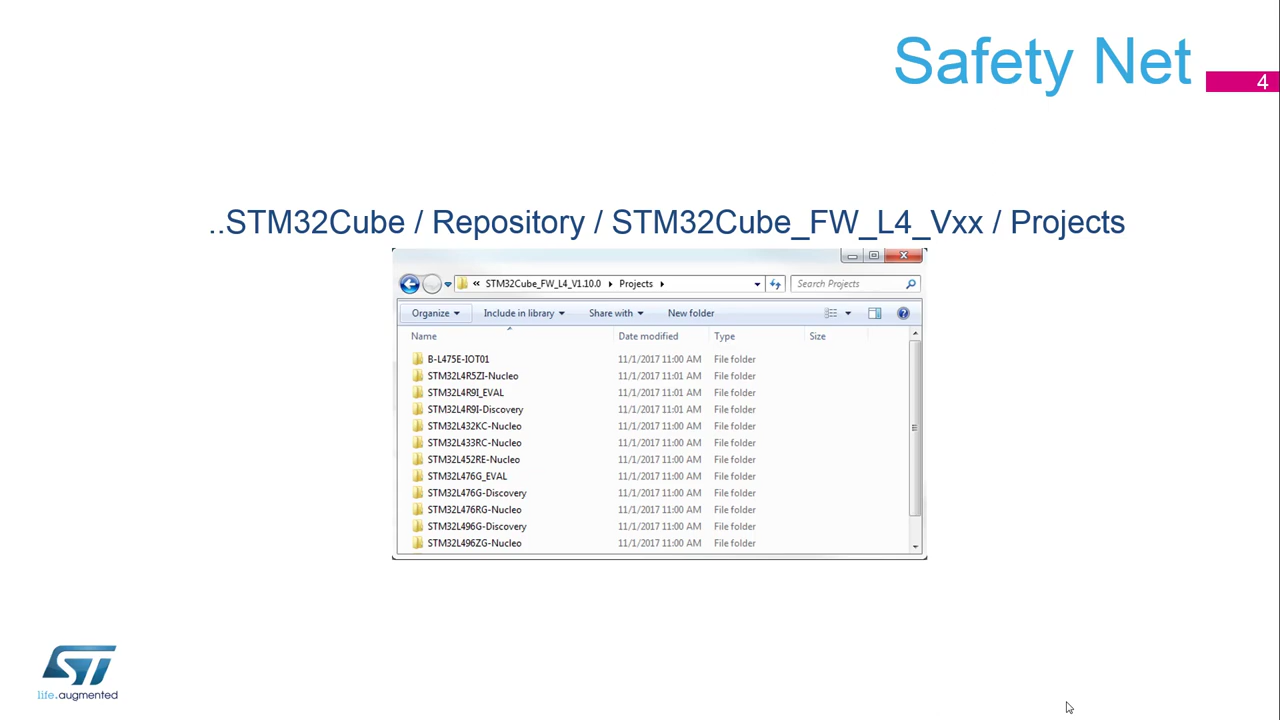 Safety Net
4
..STM32Cube / Repository / STM32Cube_FW_L4_Vxx / Projects
« STM32Cube_FW_L4_V1.10.0 Projects Search Projects
Organize Include in library Share with New folder
Name Date modified Type Size
B-L475E-IOT01 11/1/2017 11:00 AM File folder
STM32L4R5ZI-Nucleo 11/1/2017 11:01 AM File folder
STM32L4R9I_EVAL 11/1/2017 11:01 AM File folder
STM32L4R9I-Discovery 11/1/2017 11:01 AM File folder
STM32L432KC-Nucleo 11/1/2017 11:00 AM File folder
STM32L433RC-Nucleo 11/1/2017 11:00 AM File folder
STM32L452RE-Nucleo 11/1/2017 11:00 AM File folder
STM32L476G_EVAL 11/1/2017 11:00 AM File folder
STM32L476G-Discovery 11/1/2017 11:00 AM File folder
STM32L476RG-Nucleo 11/1/2017 11:00 AM File folder
STM32L496G-Discovery 11/1/2017 11:00 AM File folder
STM32L496ZG-Nucleo 11/1/2017 11:00 AM File folder
ST
life.augmented